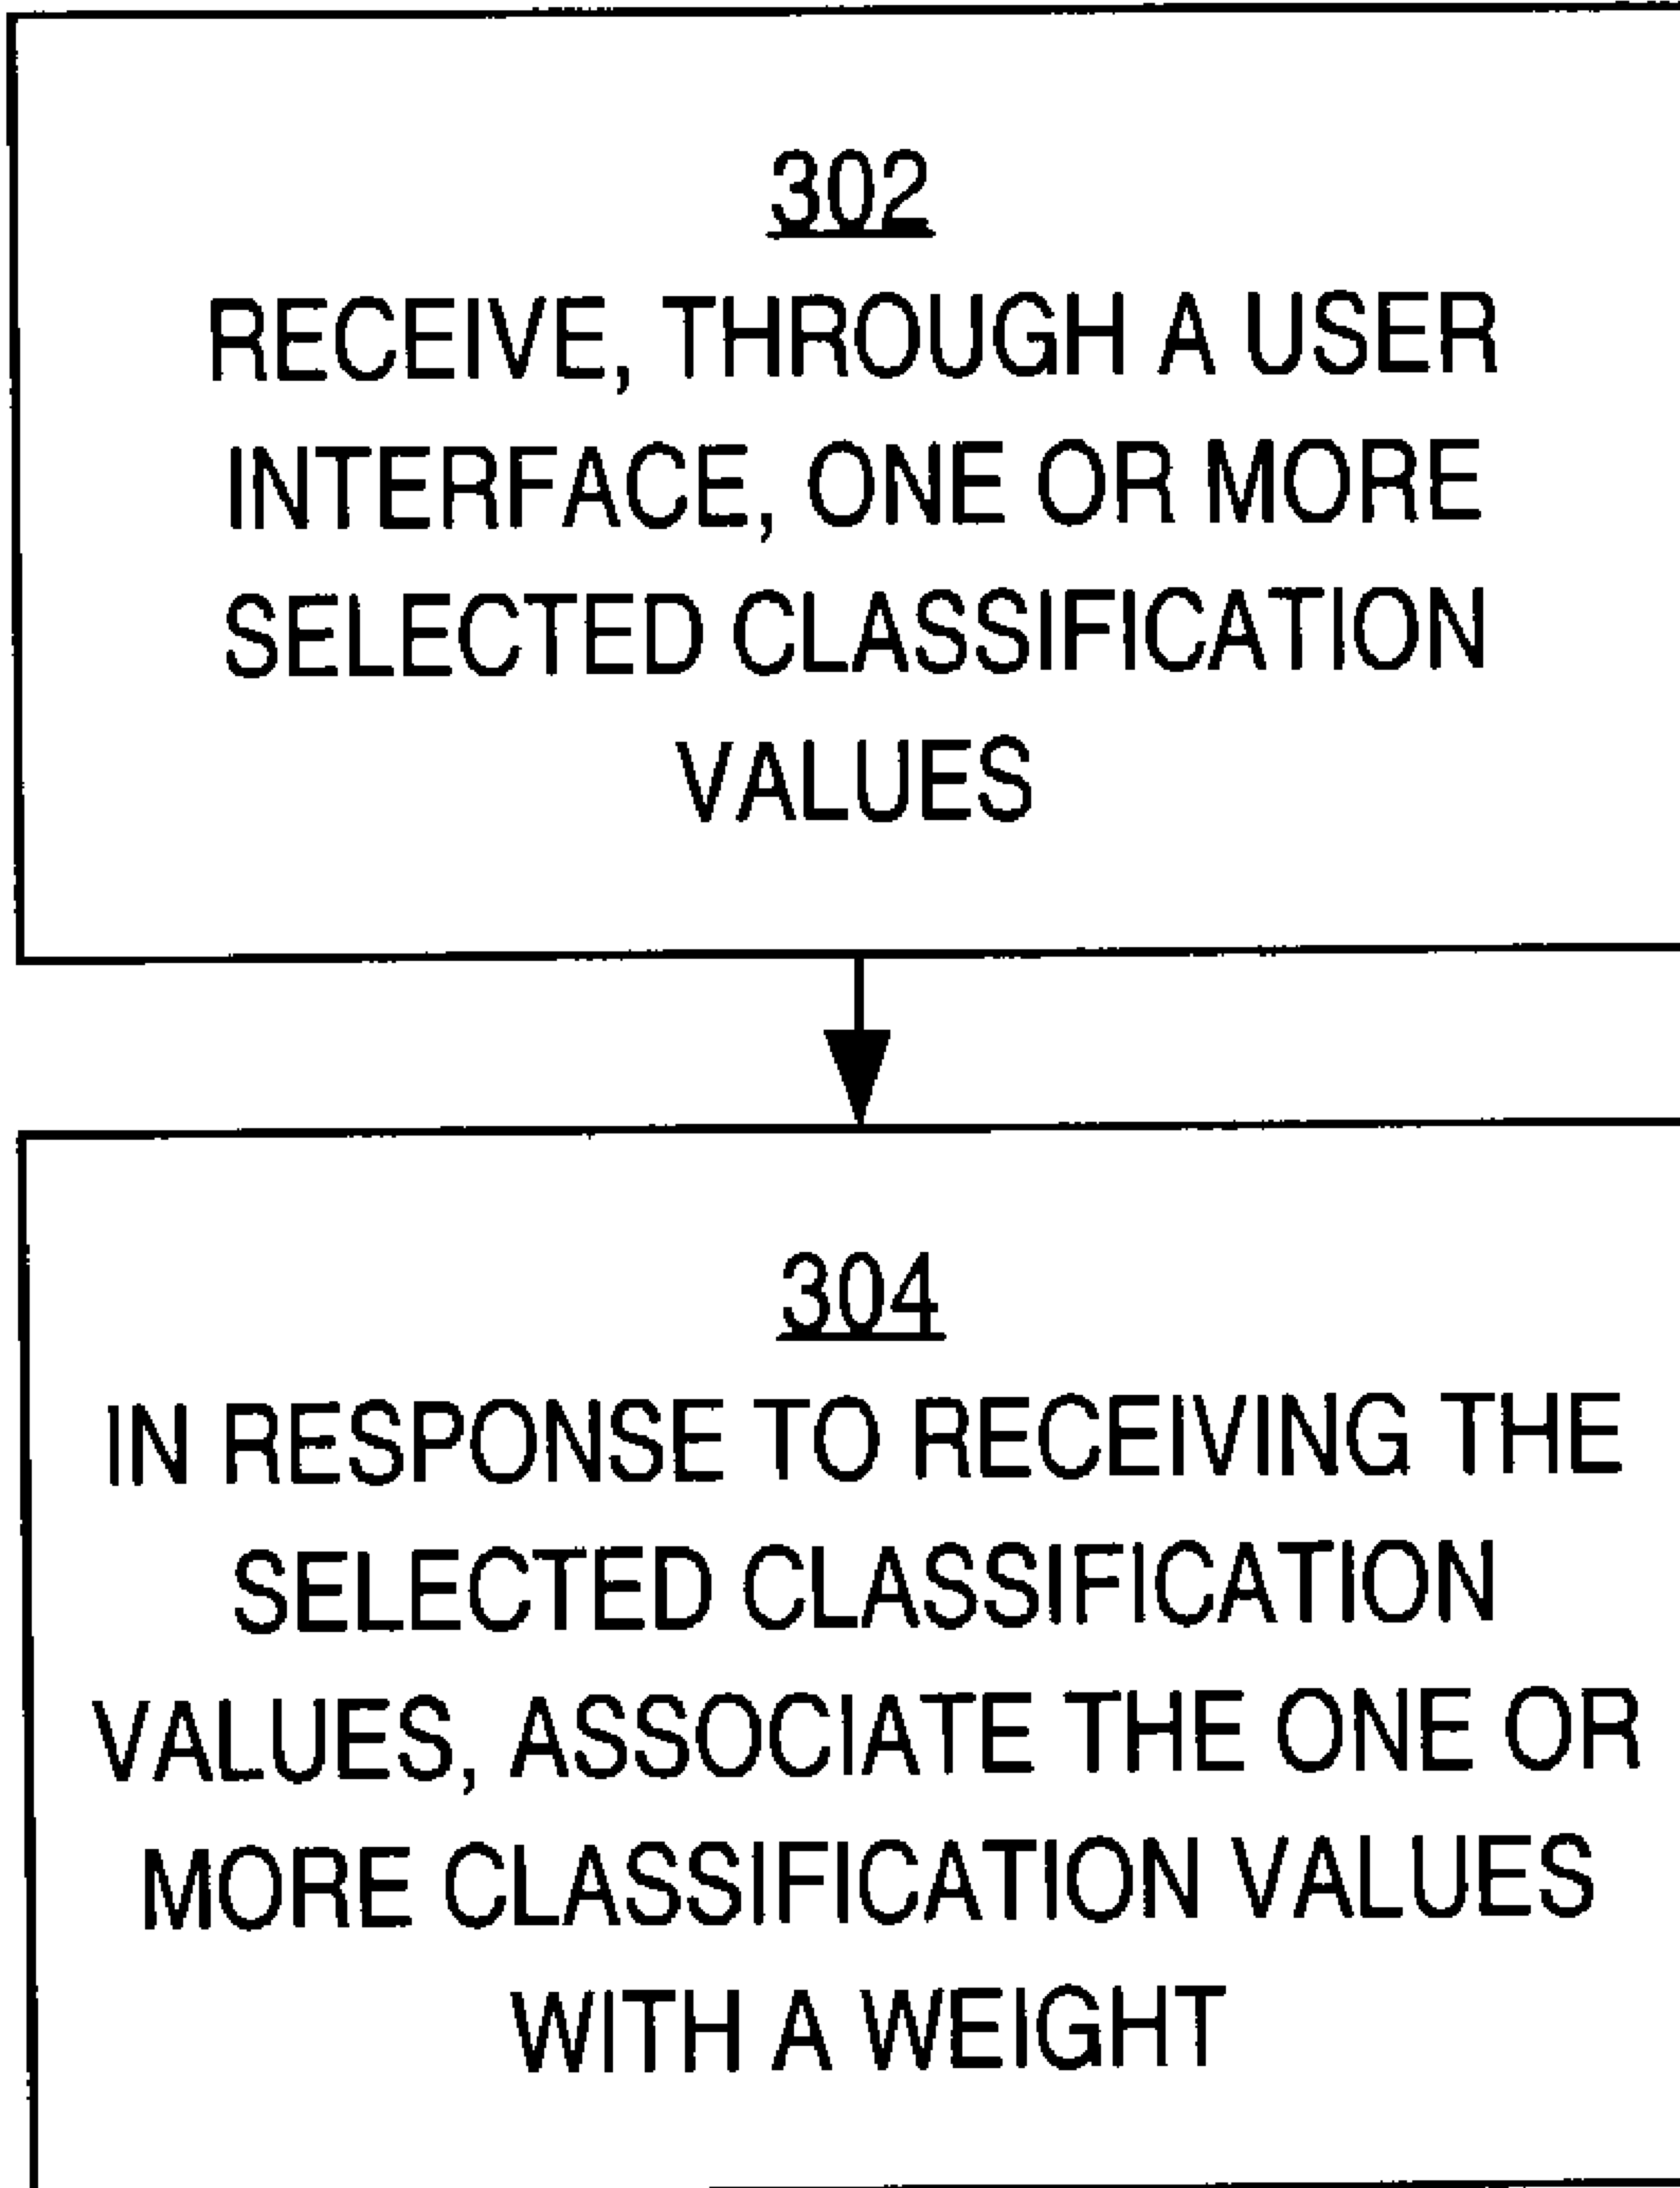 302
RECEIVE, THROUGH A USER
INTERFACE, ONE OR MORE
SELECTED CLASSIFICATION
VALUES
304
IN RESPONSE TO RECEIVING THE
SELECTED CLASSIFICATION
VALUES, ASSOCIATE THE ONE OR
MORE CLASSIFICATION VALUES
WITH A WEIGHT